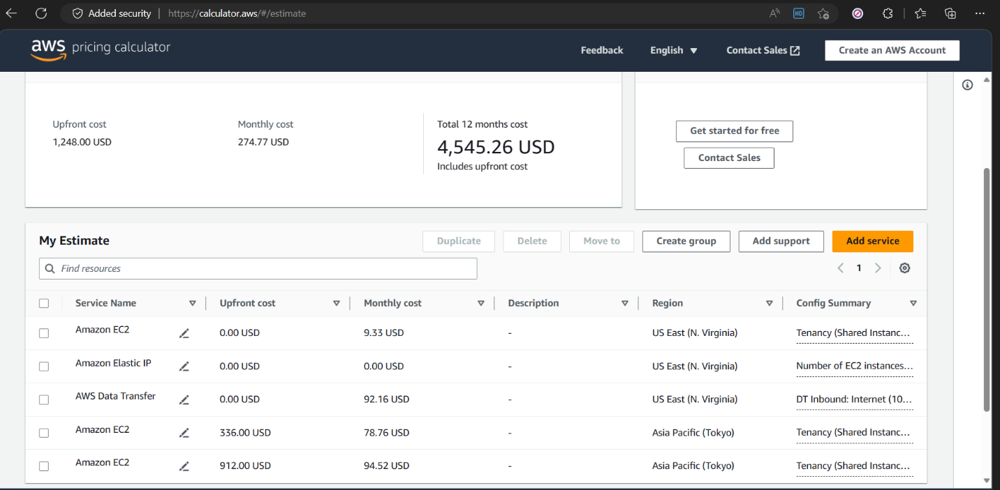 Added security | https://calculator.aws/#/estimate
aws pricing calculator
Feedback
English
Contact Sales
Create an AWS Account
Upfront cost
1,248.00 USD
Monthly cost
274.77 USD
Total 12 months cost
4,545.26 USD
Includes upfront cost
Get started for free
Contact Sales
My Estimate
Duplicate
Delete
Move to
Create group
Add support
Add service
Find resources
1
Service Name Upfront cost Monthly cost Description Region Config Summary
Amazon EC2 0.00 USD 9.33 USD - US East (N. Virginia) Tenancy (Shared Instanc...
Amazon Elastic IP 0.00 USD 0.00 USD - US East (N. Virginia) Number of EC2 instances...
AWS Data Transfer 0.00 USD 92.16 USD - US East (N. Virginia) DT Inbound: Internet (10...
Amazon EC2 336.00 USD 78.76 USD - Asia Pacific (Tokyo) Tenancy (Shared Instanc...
Amazon EC2 912.00 USD 94.52 USD - Asia Pacific (Tokyo) Tenancy (Shared Instanc...